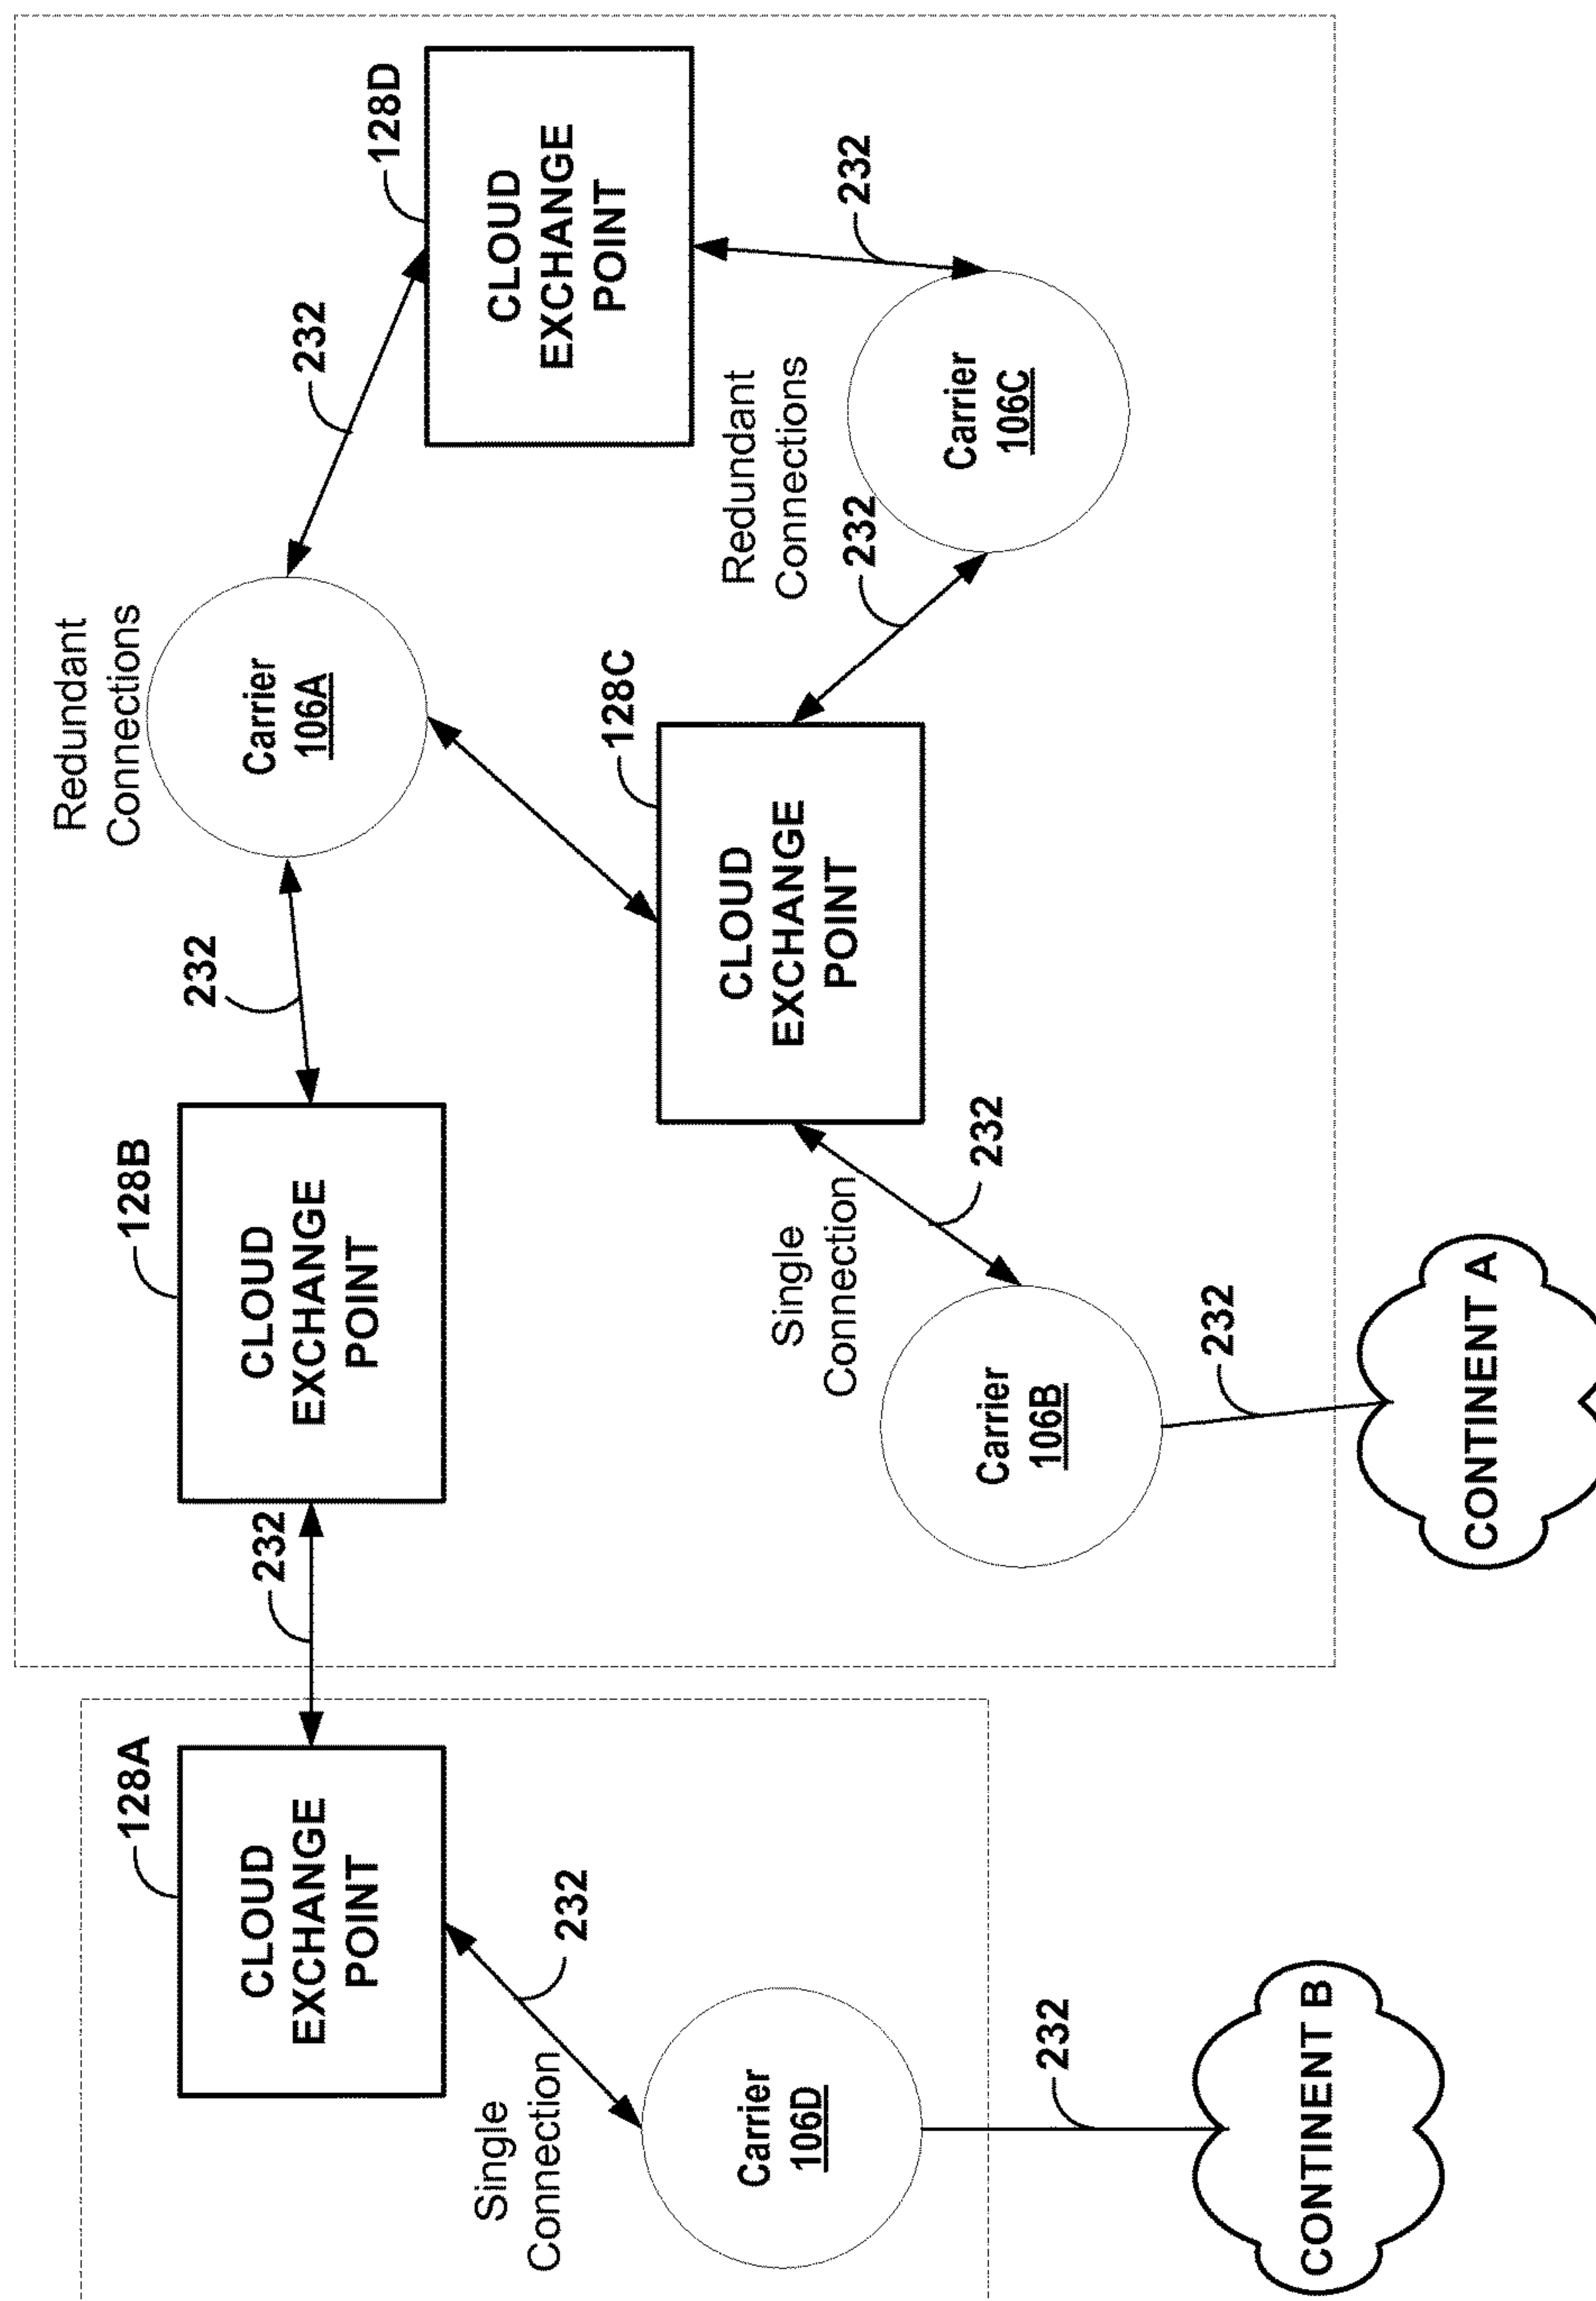 Redundant
Connections
128A
128B
232
CLOUD
EXCHANGE
POINT
232
CLOUD
EXCHANGE
POINT
Carrier
106A
232
128D
CLOUD
EXCHANGE
POINT
Single
Connection
232
128C
CLOUD
EXCHANGE
POINT
Redundant
Connections
Carrier
106D
Single
Connection
232
232
232
Carrier
106B
Carrier
106C
232
232
CONTINENT B
CONTINENT A